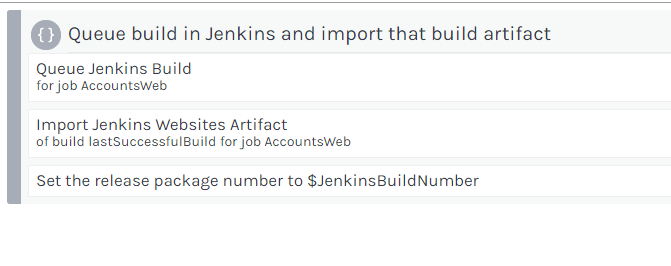 { } Queue build in Jenkins and import that build artifact
Queue Jenkins Build
for job AccountsWeb
Import Jenkins Websites Artifact
of build lastSuccessfulBuild for job AccountsWeb
Set the release package number to $JenkinsBuildNumber